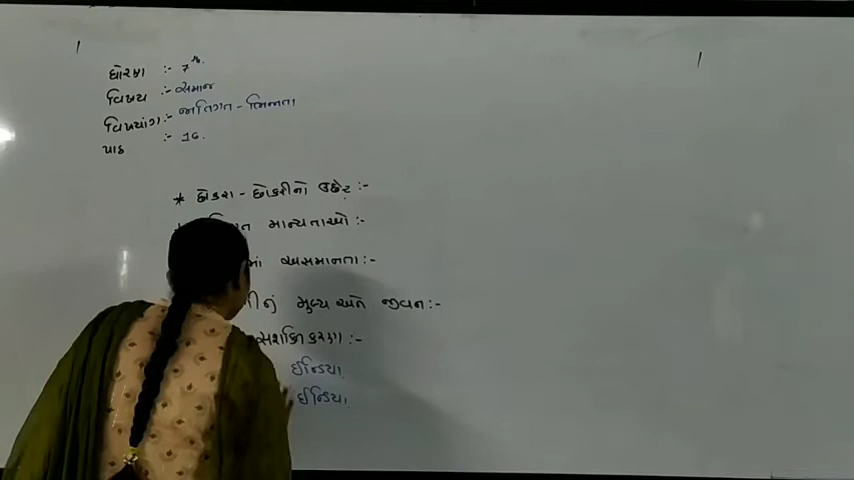 ધોરણ :- 7
વિષય :- સમાજ
વિષયાંગ :- જાતિગત - ભિન્નતા
પાઠ :- 16.
* છોકરા - છોકરીનો ઉછેર :-
માન્યતાઓ :-
અસમાનતા :-
મુલ્ય અને જીવન :-
સશક્તિકરણ :-
ઈન્ડિયા
ઈન્ડિયા